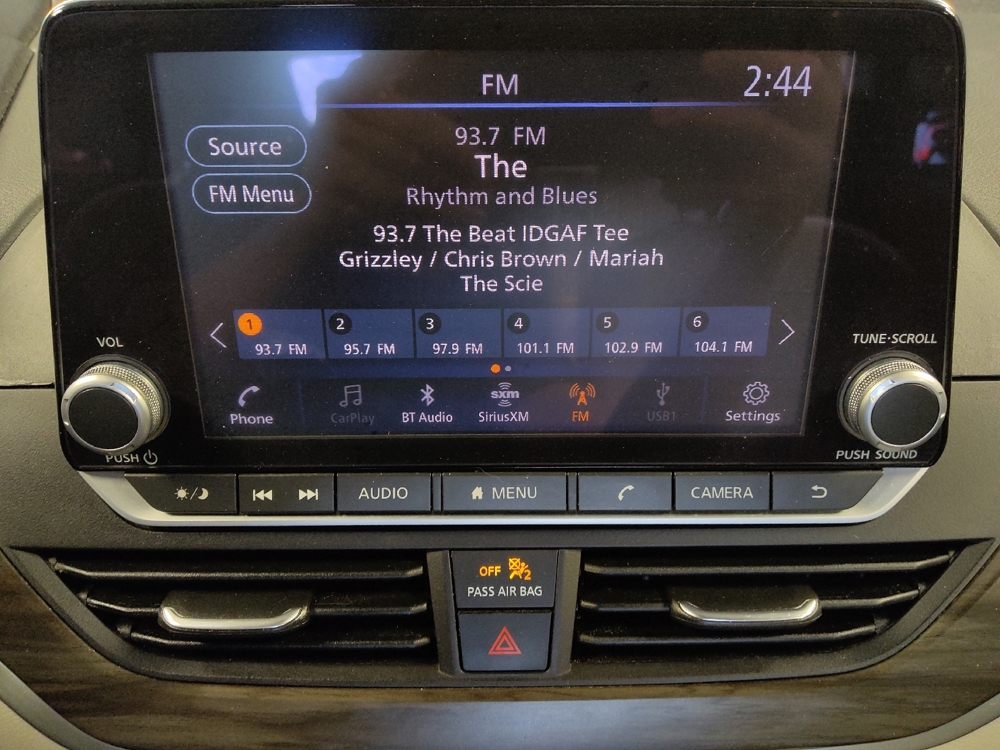 FM
2:44
Source
FM Menu
93.7 FM
The
Rhythm and Blues
93.7 The Beat IDGAF Tee
Grizzley / Chris Brown / Mariah
The Scie
1
93.7 FM
2
95.7 FM
3
97.9 FM
4
101.1 FM
5
102.9 FM
6
104.1 FM
VOL
TUNE·SCROLL
Phone
CarPlay
BT Audio
sxm
SiriusXM
FM
USB1
Settings
PUSH
PUSH SOUND
AUDIO
MENU
CAMERA
OFF
2
PASS AIR BAG